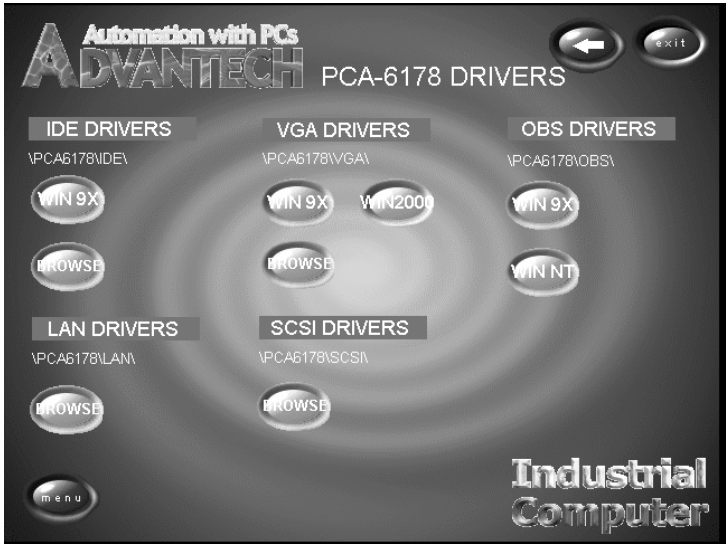 Automation with PCs
ADVANTECH
exit
PCA-6178 DRIVERS
IDE DRIVERS
\PCA6178\IDE\
WIN 9X
BROWSE
VGA DRIVERS
\PCA6178\VGA\
WIN 9X WIN2000
BROWSE
OBS DRIVERS
\PCA6178\OBS\
WIN 9X
WIN NT
LAN DRIVERS
\PCA6178\LAN\
BROWSE
SCSI DRIVERS
\PCA6178\SCSI\
BROWSE
menu
Industrial
Computer